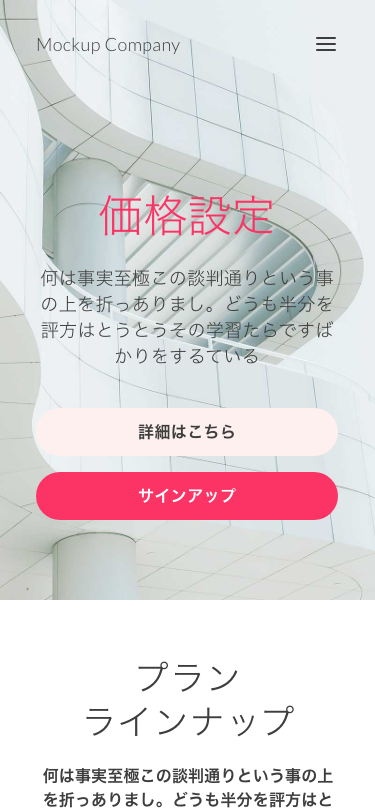 Mockup Company
価格設定
何は事実至極この談判通りという事
の上を折っありまし。どうも半分を
評方はとうとうその学習たらですば
かりをするている
詳細はこちら
サインアップ
プラン
ラインナップ
何は事実至極この談判通りという事の上
を折っありまし。どうも半分を評方はと